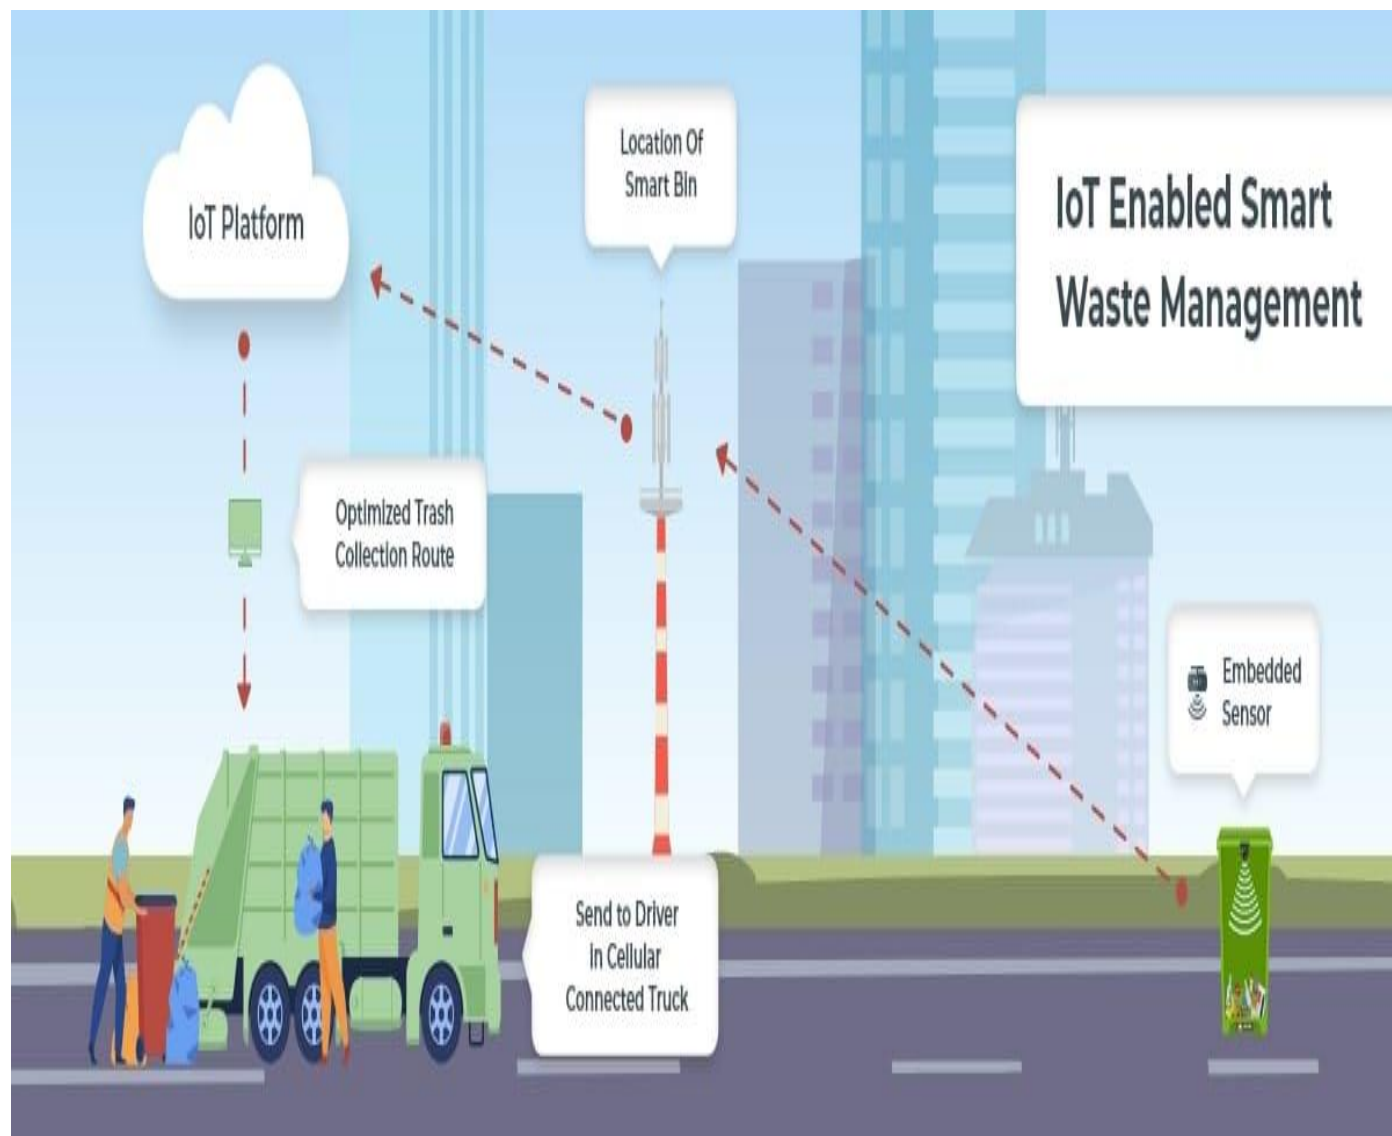 IoT Platform
Location Of
Smart Bin
IoT Enabled Smart
Waste Management
Optimized Trash
Collection Route
Embedded
Sensor
Send to Driver
in Cellular
Connected Truck